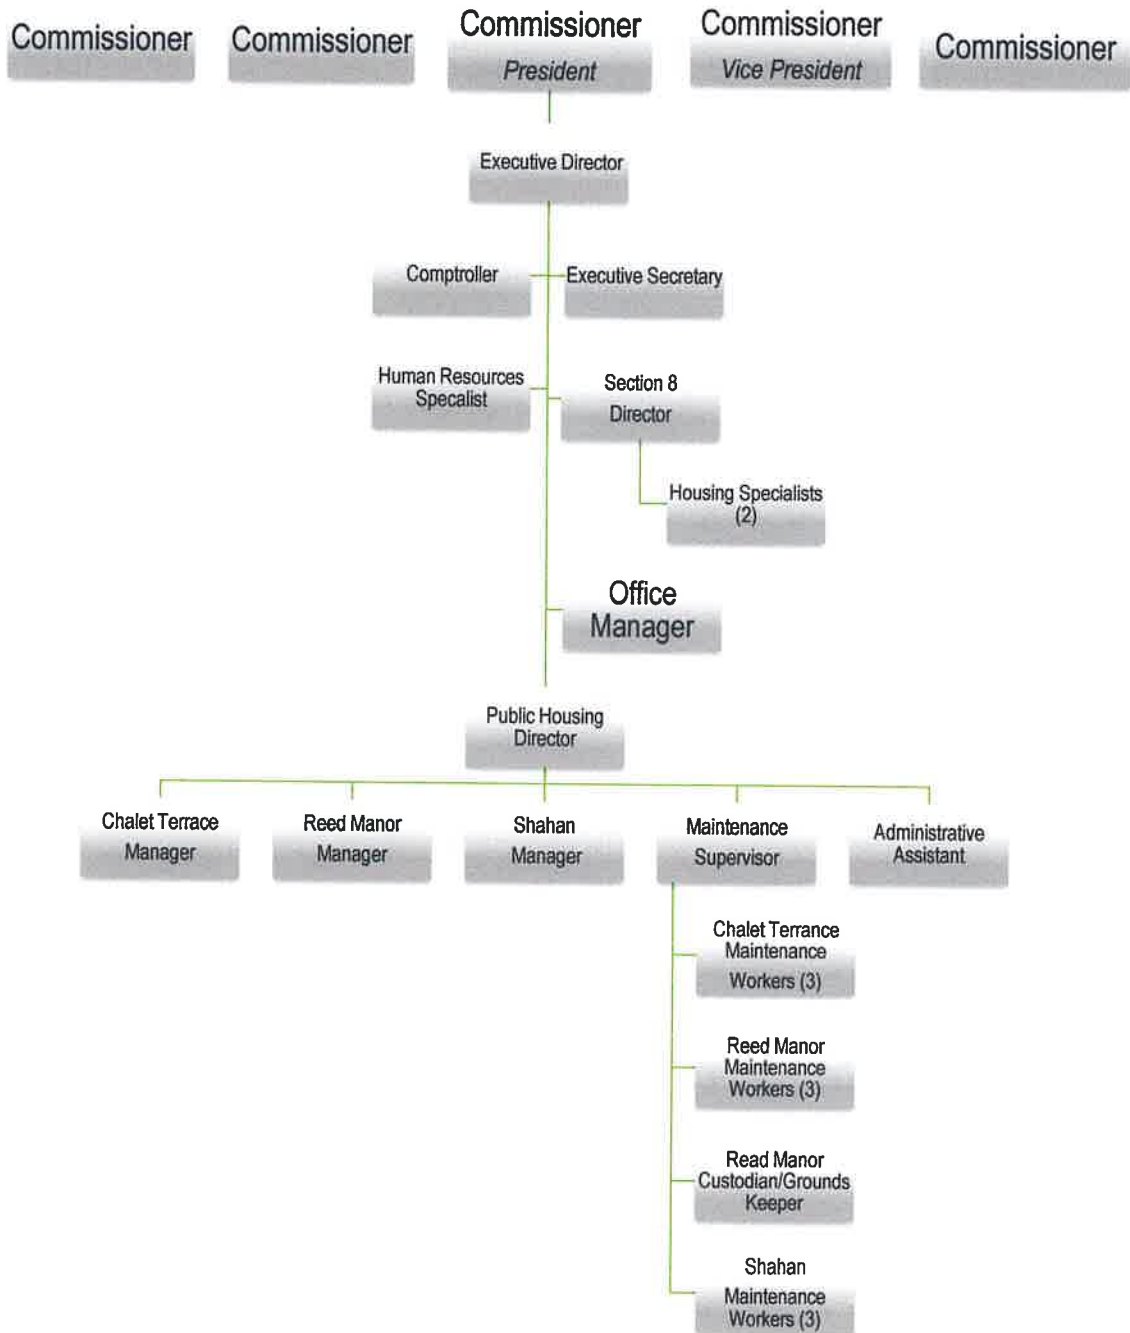 Commissioner
Commissioner
Commissioner
President
Commissioner
Vice President
Commissioner
Executive Director
Comptroller
Executive Secretary
Human Resources
Specalist
Section 8
Director
Housing Specialists
(2)
Office
Manager
Public Housing
Director
Chalet Terrace
Manager
Reed Manor
Manager
Shahan
Manager
Maintenance
Supervisor
Administrative
Assistant
Chalet Terrance
Maintenance
Workers (3)
Reed Manor
Maintenance
Workers (3)
Read Manor
Custodian/Grounds
Keeper
Shahan
Maintenance
Workers (3)